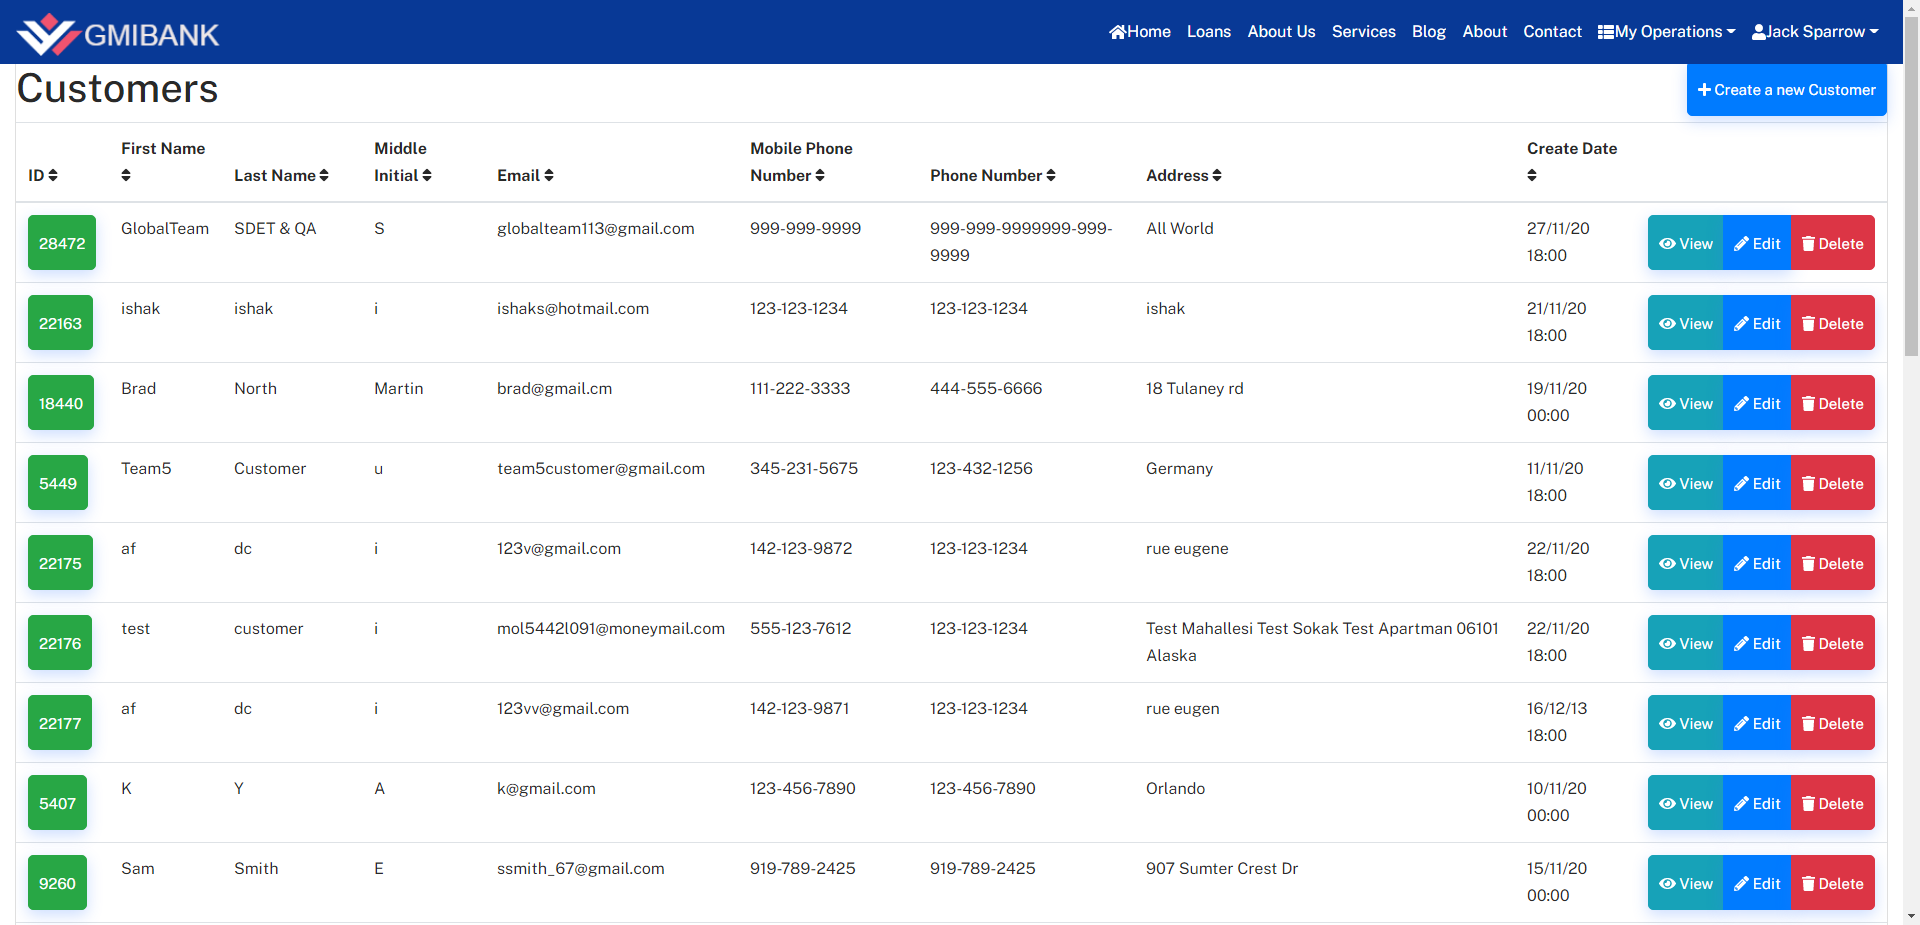 GMIBANK
Home Loans About Us Services Blog About Contact My Operations Jack Sparrow
Customers
Create a new Customer
ID First Name Last Name Middle Initial Email Mobile Phone Number Phone Number Address Create Date
28472 GlobalTeam SDET & QA S globalteam113@gmail.com 999-999-9999 999-999-9999999-999- All World 27/11/20 View Edit Delete
9999 18:00
22163 ishak ishak i ishaks@hotmail.com 123-123-1234 123-123-1234 ishak 21/11/20 View Edit Delete
18:00
18440 Brad North Martin brad@gmail.cm 111-222-3333 444-555-6666 18 Tulaney rd 19/11/20 View Edit Delete
00:00
5449 Team5 Customer u team5customer@gmail.com 345-231-5675 123-432-1256 Germany 11/11/20 View Edit Delete
18:00
22175 af dc i 123v@gmail.com 142-123-9872 123-123-1234 rue eugene 22/11/20 View Edit Delete
18:00
22176 test customer i mol5442l091@moneymail.com 555-123-7612 123-123-1234 Test Mahallesi Test Sokak Test Apartman 06101 22/11/20 View Edit Delete
Alaska 18:00
22177 af dc i 123vv@gmail.com 142-123-9871 123-123-1234 rue eugen 16/12/13 View Edit Delete
18:00
5407 K Y A k@gmail.com 123-456-7890 123-456-7890 Orlando 10/11/20 View Edit Delete
00:00
9260 Sam Smith E ssmith_67@gmail.com 919-789-2425 919-789-2425 907 Sumter Crest Dr 15/11/20 View Edit Delete
00:00